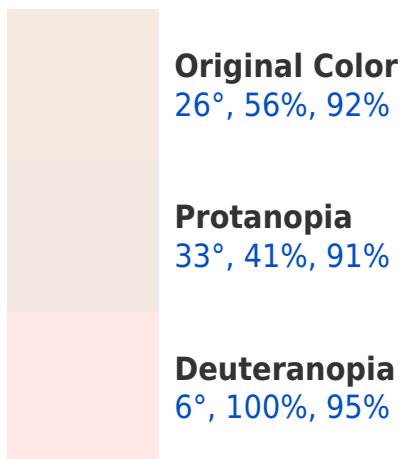 Original Color
26°, 56%, 92%
Protanopia
33°, 41%, 91%
Deuteranopia
6°, 100%, 95%